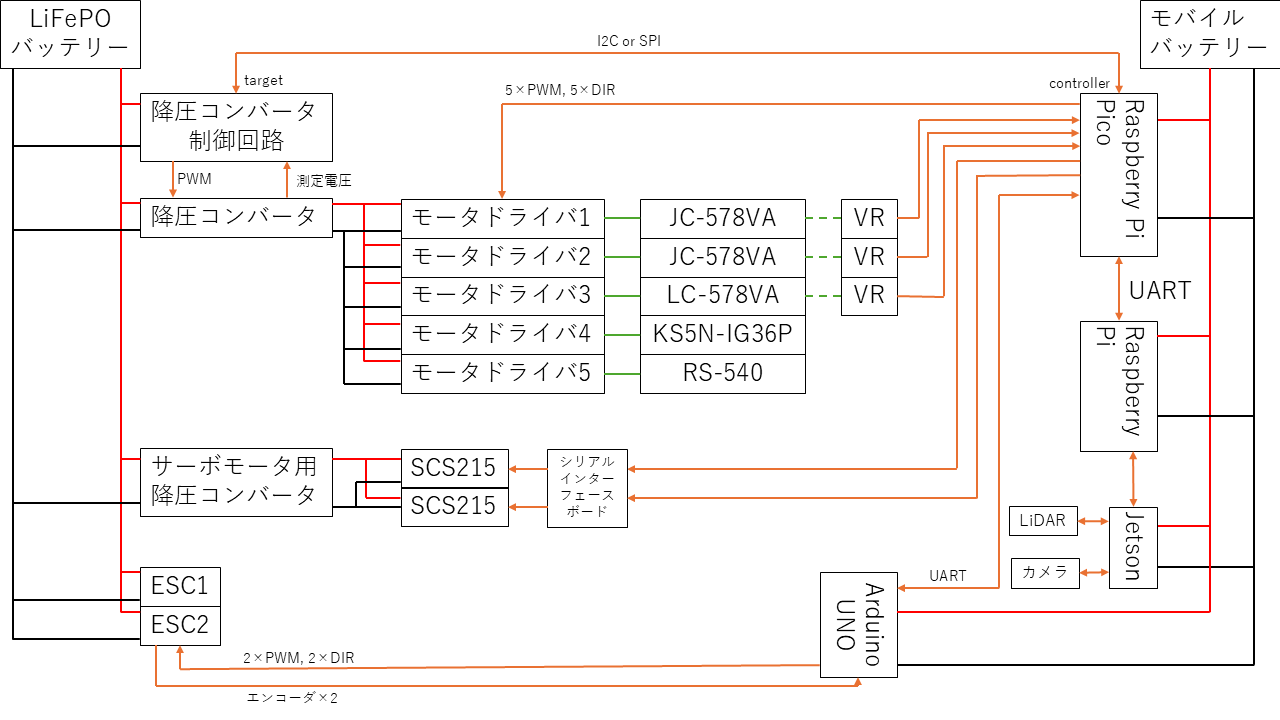 LiFePO
バッテリー
モバイル
バッテリー
I2C or SPI
target
controller
5×PWM, 5×DIR
降圧コンバータ
制御回路
Raspberry Pi
Pico
PWM
測定電圧
降圧コンバータ
モータドライバ1
JC-578VA
VR
モータドライバ2
JC-578VA
VR
モータドライバ3
LC-578VA
VR
モータドライバ4
KS5N-IG36P
モータドライバ5
RS-540
UART
Raspberry
Pi
サーボモータ用
降圧コンバータ
SCS215
SCS215
シリアル
インター
フェース
ボード
LiDAR
カメラ
Jetson
ESC1
ESC2
UART
Arduino
UNO
2×PWM, 2×DIR
エンコーダ×2